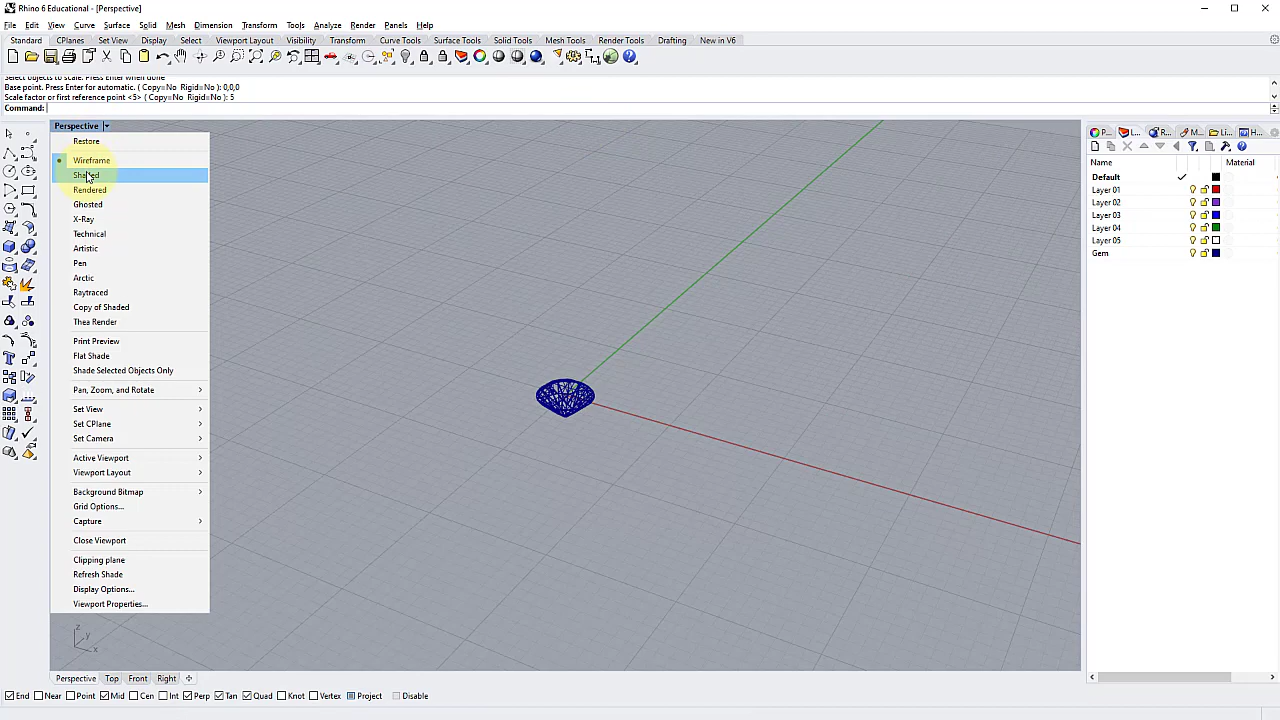 Rhino 6 Educational - [Perspective]
File Edit View Curve Surface Solid Mesh Dimension Transform Tools Analyze Render Panels Help
Standard CPlanes Set View Display Select Viewport Layout Visibility Transform Curve Tools Surface Tools Solid Tools Mesh Tools Render Tools Drafting New in V6
Select objects to scale. Press Enter when done
Base point. Press Enter for automatic. ( Copy=No Rigid=No ): 0,0,0
Scale factor or first reference point <5> ( Copy=No Rigid=No ): 5
Command:
Perspective
Restore
Wireframe
Shaded
Rendered
Ghosted
X-Ray
Technical
Artistic
Pen
Arctic
Raytraced
Copy of Shaded
Thea Render
Print Preview
Flat Shade
Shade Selected Objects Only
Pan, Zoom, and Rotate
Set View
Set CPlane
Set Camera
Active Viewport
Viewport Layout
Background Bitmap
Grid Options...
Capture
Close Viewport
Clipping plane
Refresh Shade
Display Options...
Viewport Properties...
z
y
x
P... L... R... M... Li... H...
Name Material
Default
Layer 01
Layer 02
Layer 03
Layer 04
Layer 05
Gem
Perspective Top Front Right
End Near Point Mid Cen Int Perp Tan Quad Knot Vertex Project Disable